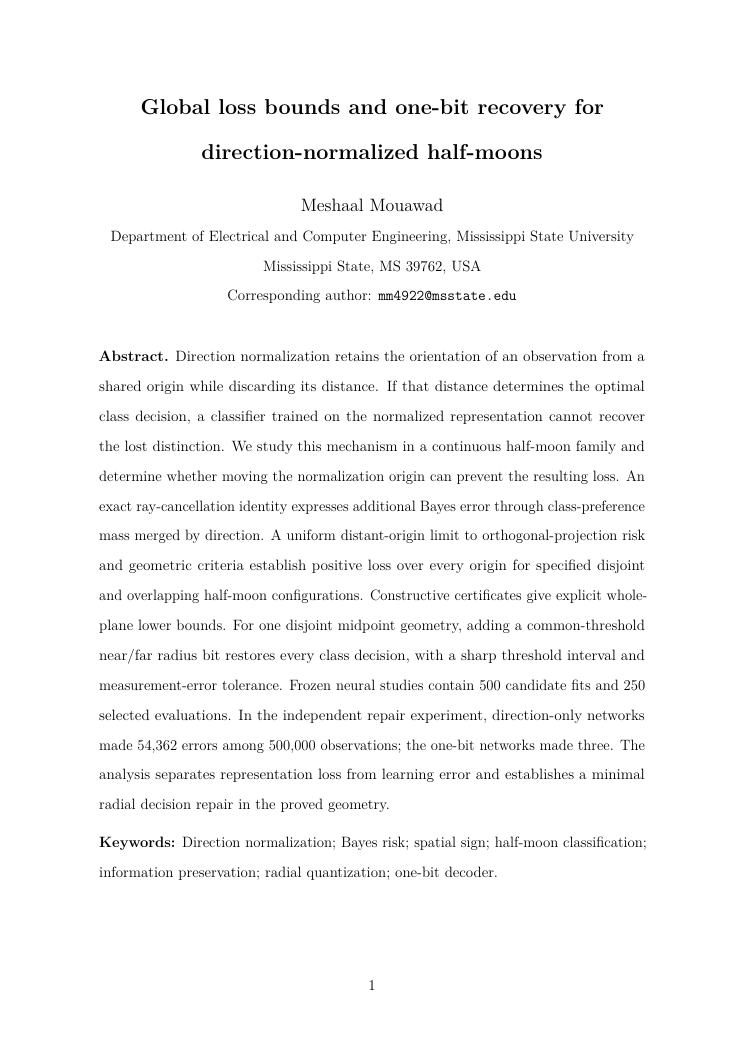 Global loss bounds and one-bit recovery for
direction-normalized half-moons
Meshaal Mouawad
Department of Electrical and Computer Engineering, Mississippi State University
Mississippi State, MS 39762, USA
Corresponding author: mm4922@msstate.edu
Abstract. Direction normalization retains the orientation of an observation from a
shared origin while discarding its distance. If that distance determines the optimal
class decision, a classifier trained on the normalized representation cannot recover
the lost distinction. We study this mechanism in a continuous half-moon family and
determine whether moving the normalization origin can prevent the resulting loss. An
exact ray-cancellation identity expresses additional Bayes error through class-preference
mass merged by direction. A uniform distant-origin limit to orthogonal-projection risk
and geometric criteria establish positive loss over every origin for specified disjoint
and overlapping half-moon configurations. Constructive certificates give explicit whole-
plane lower bounds. For one disjoint midpoint geometry, adding a common-threshold
near/far radius bit restores every class decision, with a sharp threshold interval and
measurement-error tolerance. Frozen neural studies contain 500 candidate fits and 250
selected evaluations. In the independent repair experiment, direction-only networks
made 54,362 errors among 500,000 observations; the one-bit networks made three. The
analysis separates representation loss from learning error and establishes a minimal
radial decision repair in the proved geometry.
Keywords: Direction normalization; Bayes risk; spatial sign; half-moon classification;
information preservation; radial quantization; one-bit decoder.
1